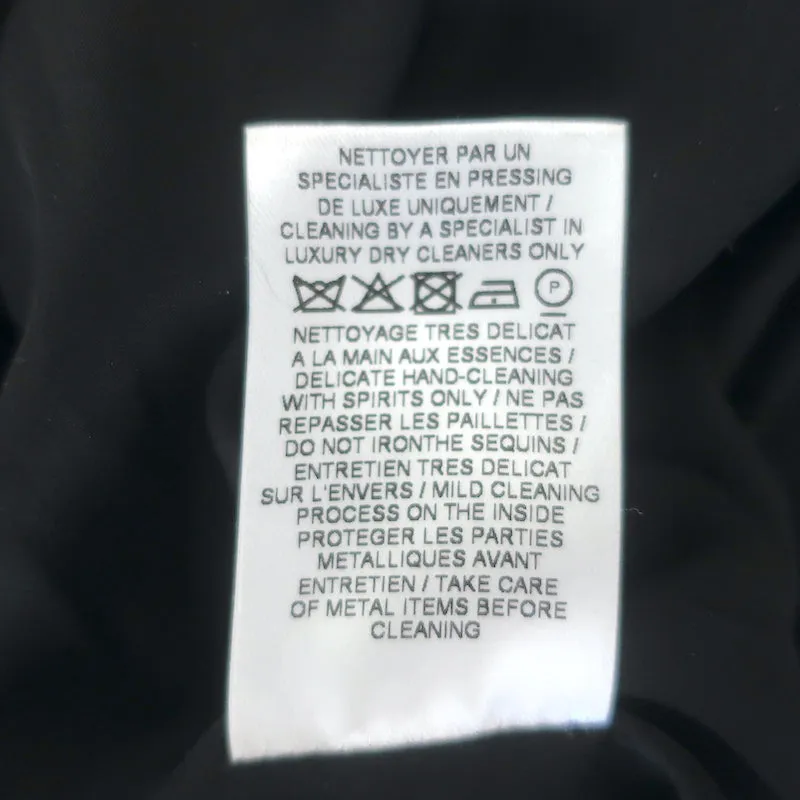 NETTOYER PAR UN
SPECIALISTE EN PRESSING
DE LUXE UNIQUEMENT /
CLEANING BY A SPECIALIST IN
LUXURY DRY CLEANERS ONLY
P
NETTOYAGE TRES DELICAT
A LA MAIN AUX ESSENCES /
DELICATE HAND-CLEANING
WITH SPIRITS ONLY / NE PAS
REPASSER LES PAILLETTES /
DO NOT IRONTHE SEQUINS /
ENTRETIEN TRES DELICAT
SUR L'ENVERS / MILD CLEANING
PROCESS ON THE INSIDE
PROTEGER LES PARTIES
METALLIQUES AVANT
ENTRETIEN / TAKE CARE
OF METAL ITEMS BEFORE
CLEANING